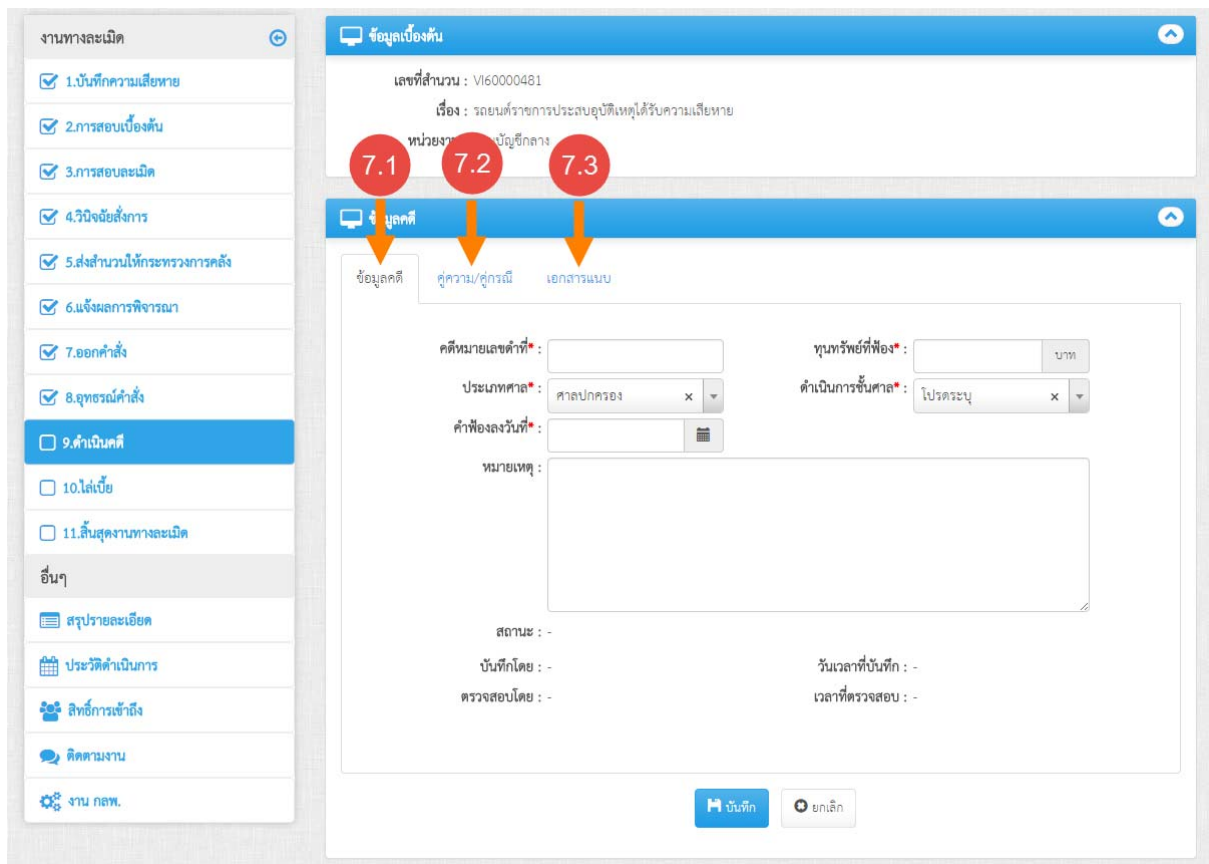 งานทางละเมิด
1.บันทึกความเสียหาย
2.การสอบเบื้องต้น
3.การสอบละเมิด
4.วินิจฉัยสั่งการ
5.ส่งสำนวนให้กระทรวงการคลัง
6.แจ้งผลการพิจารณา
7.ออกคำสั่ง
8.อุทธรณ์คำสั่ง
9.ดำเนินคดี
10.ไล่เบี้ย
11.สิ้นสุดงานทางละเมิด
อื่นๆ
สรุปรายละเอียด
ประวัติดำเนินการ
สิทธิ์การเข้าถึง
ติดตามงาน
งาน กลพ.
ข้อมูลเบื้องต้น
เลขที่สำนวน : VI60000481
เรื่อง : รถยนต์ราชการประสบอุบัติเหตุได้รับความเสียหาย
บัญชีกลาง
7.1 7.2 7.3
ข้อมูลคดี
ข้อมูลคดี คู่ความ/คู่กรณี เอกสารแนบ
คดีหมายเลขดำที่* : ทุนทรัพย์ที่ฟ้อง* : บาท
ประเภทศาล* : ศาลปกครอง x ดำเนินการชั้นศาล* : โปรดระบุ x
คำฟ้องลงวันที่* :
หมายเหตุ :
สถานะ : -
บันทึกโดย : - วันเวลาที่บันทึก : -
ตรวจสอบโดย : - เวลาที่ตรวจสอบ : -
บันทึก ยกเลิก